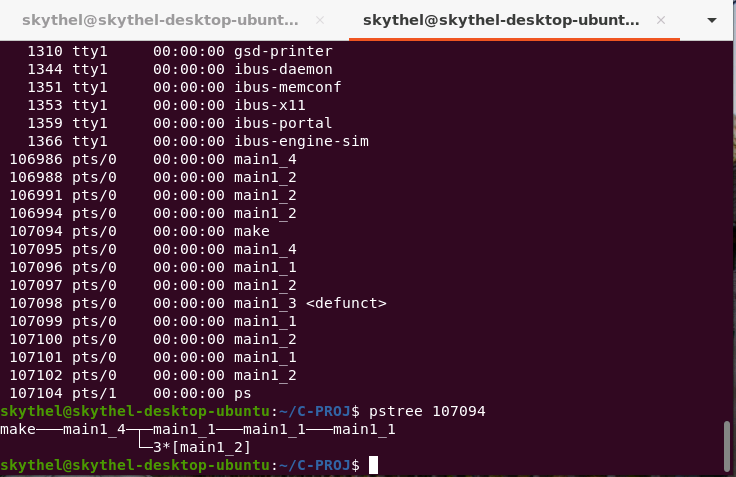 skythel@skythel-desktop-ubunt... × skythel@skythel-desktop-ubunt... ×
1310 tty1 00:00:00 gsd-printer
1344 tty1 00:00:00 ibus-daemon
1351 tty1 00:00:00 ibus-memconf
1353 tty1 00:00:00 ibus-x11
1359 tty1 00:00:00 ibus-portal
1366 tty1 00:00:00 ibus-engine-sim
106986 pts/0 00:00:00 main1_4
106988 pts/0 00:00:00 main1_2
106991 pts/0 00:00:00 main1_2
106994 pts/0 00:00:00 main1_2
107094 pts/0 00:00:00 make
107095 pts/0 00:00:00 main1_4
107096 pts/0 00:00:00 main1_1
107097 pts/0 00:00:00 main1_2
107098 pts/0 00:00:00 main1_3 <defunct>
107099 pts/0 00:00:00 main1_1
107100 pts/0 00:00:00 main1_2
107101 pts/0 00:00:00 main1_1
107102 pts/0 00:00:00 main1_2
107104 pts/1 00:00:00 ps
skythel@skythel-desktop-ubuntu:~/C-PROJ$ pstree 107094
make───main1_4─┬─main1_1───main1_1───main1_1
└─3*[main1_2]
skythel@skythel-desktop-ubuntu:~/C-PROJ$